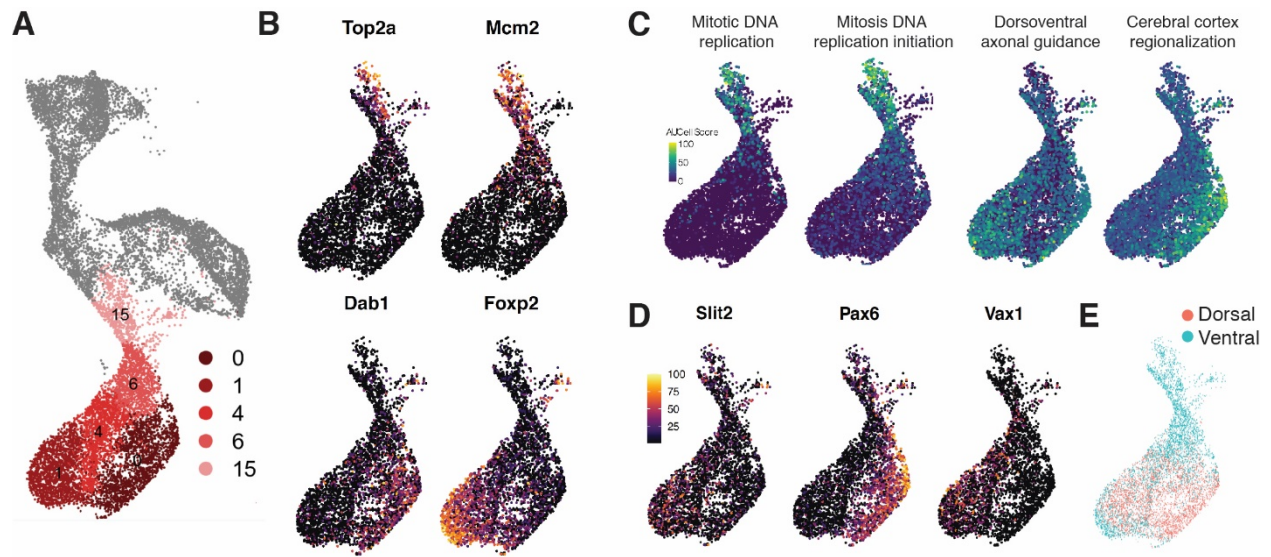 A
15
6
4
1
0
0
1
4
6
15
B
Top2a
Mcm2
Dab1
Foxp2
C
Mitotic DNA
replication
Mitosis DNA
replication initiation
Dorsoventral
axonal guidance
Cerebral cortex
regionalization
AUCell Score
100
50
0
D
Slit2
Pax6
Vax1
100
75
50
25
E
Dorsal
Ventral